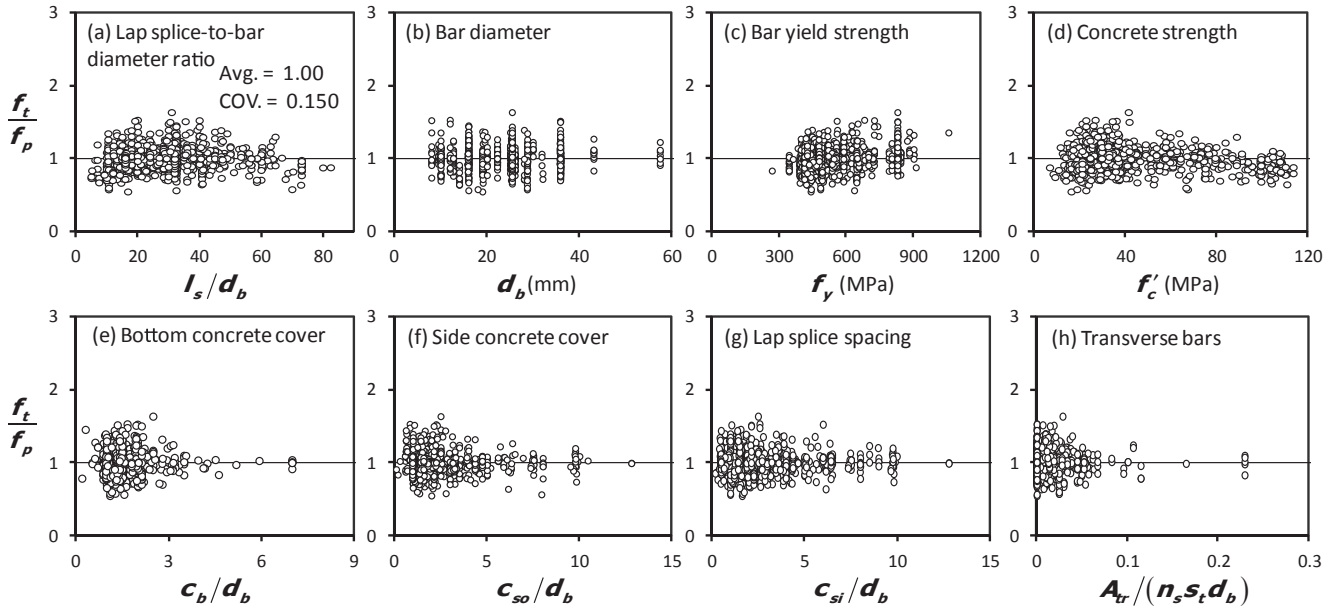 (a) Lap splice-to-bar diameter ratio
Avg. = 1.00
COV. = 0.150
(b) Bar diameter
(c) Bar yield strength
(d) Concrete strength
f_t / f_p
3
2
1
0
0 20 40 60 80
l_s/d_b
3
2
1
0
0 20 40 60
d_b (mm)
3
2
1
0
0 300 600 900 1200
f_y (MPa)
3
2
1
0
0 40 80 120
f_c′ (MPa)
(e) Bottom concrete cover
(f) Side concrete cover
(g) Lap splice spacing
(h) Transverse bars
f_t / f_p
3
2
1
0
0 3 6 9
c_b/d_b
3
2
1
0
0 5 10 15
c_so/d_b
3
2
1
0
0 5 10 15
c_si/d_b
3
2
1
0
0 0.1 0.2 0.3
A_tr/(n_s s_t d_b)